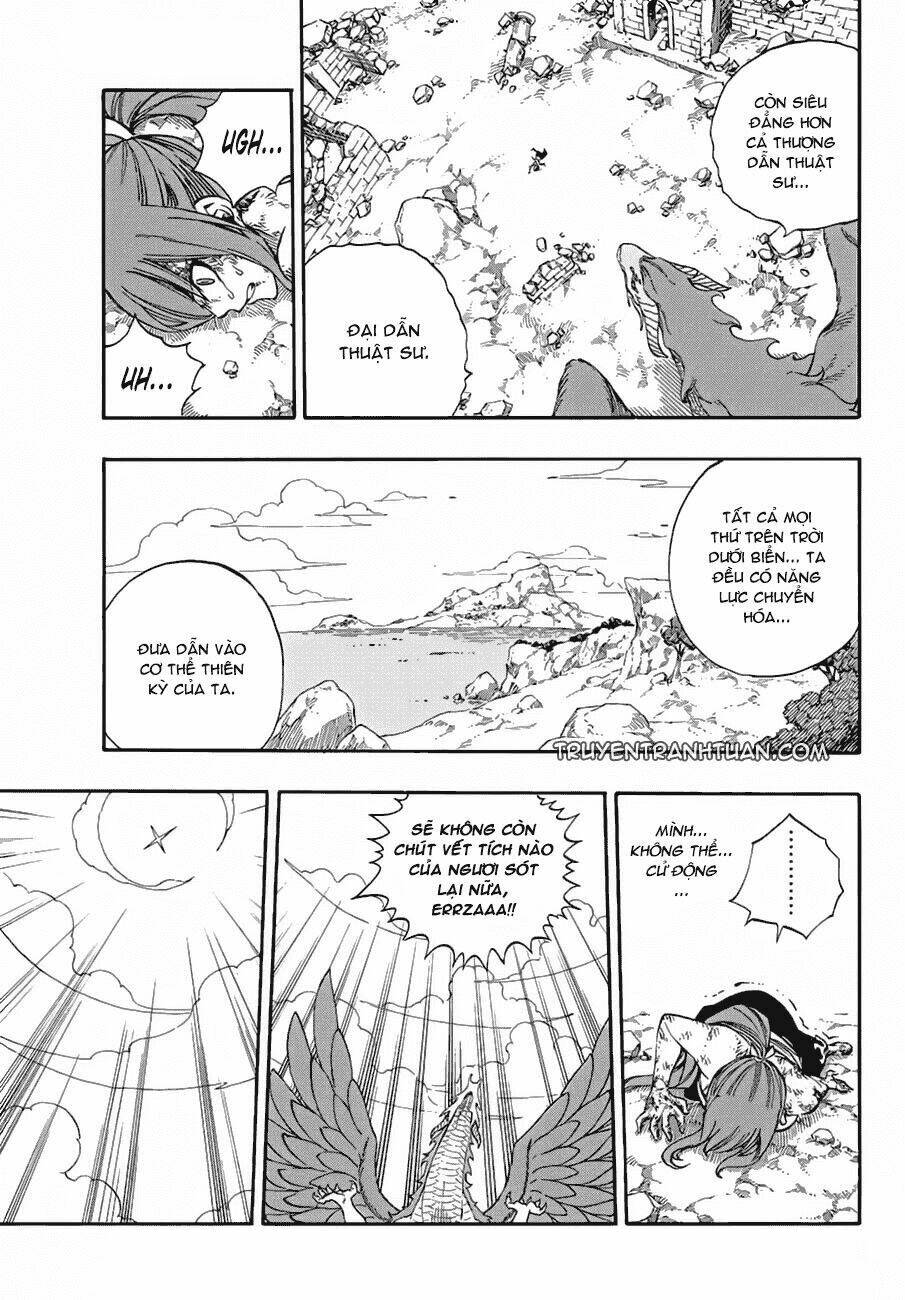 CÒN SIÊU
ĐẲNG HƠN
CẢ THƯỢNG
DẪN THUẬT
SƯ...
ĐẠI DẪN
THUẬT SƯ.
UGH...
UH...
TẤT CẢ MỌI
THỨ TRÊN TRỜI
DƯỚI BIỂN... TA
ĐỀU CÓ NĂNG
LỰC CHUYỂN
HÓA...
ĐƯA DẪN VÀO
CƠ THỂ THIÊN
KỲ CỦA TA.
TRUYENTRANHTUAN.COM
.........
MÌNH...
KHÔNG THỂ...
CỬ ĐỘNG
...
SẼ KHÔNG CÒN
CHÚT VẾT TÍCH NÀO
CỦA NGƯƠI SÓT
LẠI NỮA,
ERRZAAA!!